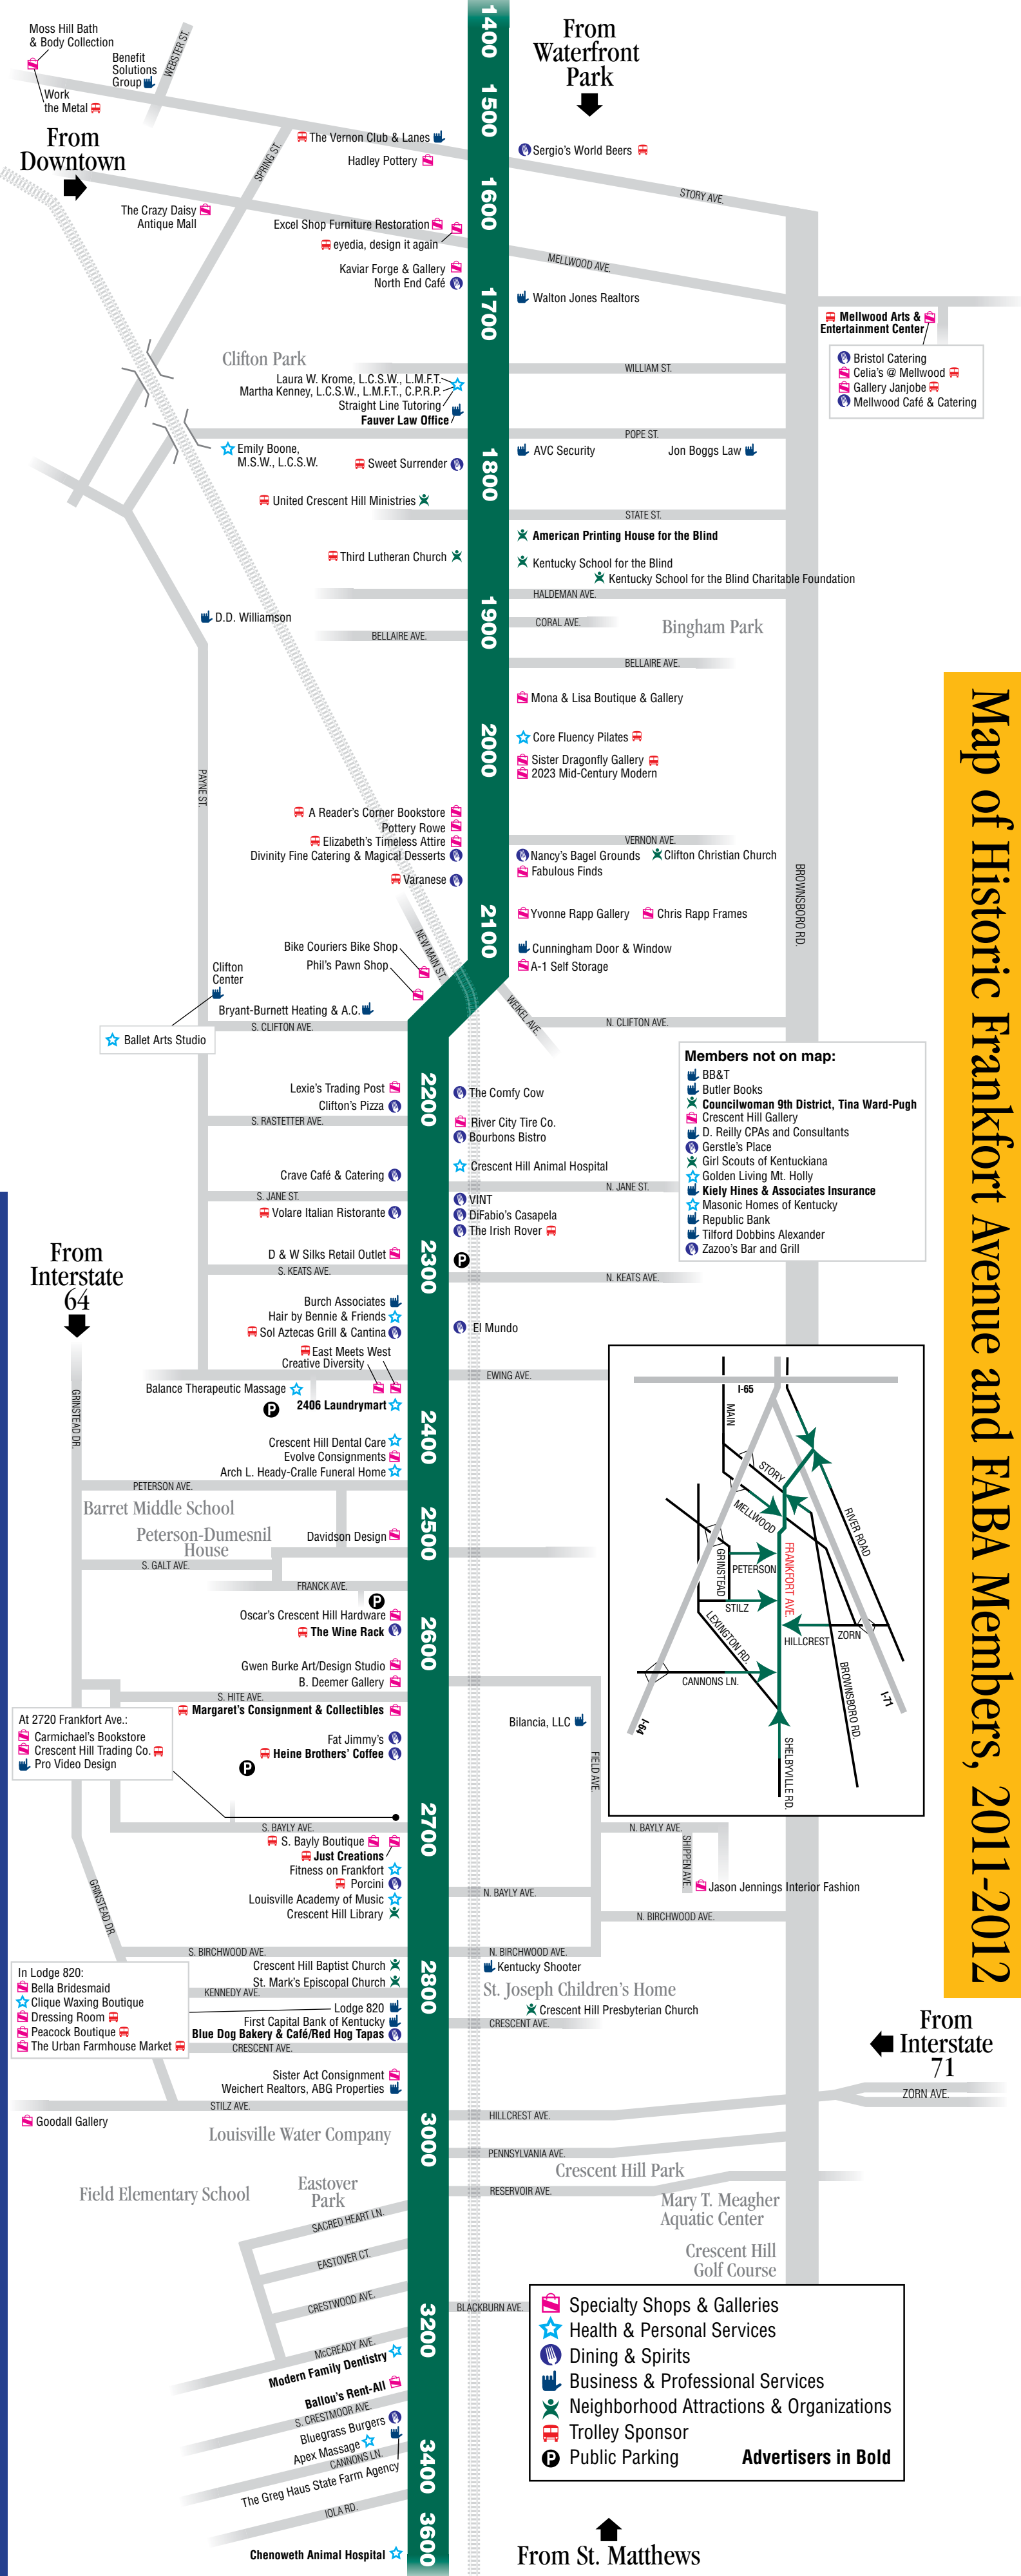 Map of Historic Frankfort Avenue and FABA Members, 2011-2012
Moss Hill Bath
& Body Collection
Work
the Metal
Benefit
Solutions
Group
WEBSTER ST.
From
Downtown
From
Waterfront
Park
1400
1500
The Vernon Club & Lanes
Hadley Pottery
Sergio's World Beers
SPRING ST.
STORY AVE.
1600
The Crazy Daisy
Antique Mall
Excel Shop Furniture Restoration
eyedia, design it again
Kaviar Forge & Gallery
North End Café
MELLWOOD AVE.
1700
Walton Jones Realtors
Mellwood Arts &
Entertainment Center
Bristol Catering
Celia's @ Mellwood
Gallery Janjobe
Mellwood Café & Catering
Clifton Park
WILLIAM ST.
Laura W. Krome, L.C.S.W., L.M.F.T.
Martha Kenney, L.C.S.W., L.M.F.T., C.P.R.P.
Straight Line Tutoring
Fauver Law Office
POPE ST.
Emily Boone,
M.S.W., L.C.S.W.
Sweet Surrender
1800
AVC Security
Jon Boggs Law
United Crescent Hill Ministries
STATE ST.
American Printing House for the Blind
Third Lutheran Church
Kentucky School for the Blind
Kentucky School for the Blind Charitable Foundation
HALDEMAN AVE.
D.D. Williamson
1900
CORAL AVE.
Bingham Park
BELLAIRE AVE.
BELLAIRE AVE.
Mona & Lisa Boutique & Gallery
2000
Core Fluency Pilates
Sister Dragonfly Gallery
2023 Mid-Century Modern
PAYNE ST.
A Reader's Corner Bookstore
Pottery Rowe
Elizabeth's Timeless Attire
Divinity Fine Catering & Magical Desserts
Varanese
VERNON AVE.
Nancy's Bagel Grounds
Clifton Christian Church
Fabulous Finds
BROWNSBORO RD.
2100
Yvonne Rapp Gallery
Chris Rapp Frames
NEW MAIN ST.
Bike Couriers Bike Shop
Phil's Pawn Shop
Cunningham Door & Window
A-1 Self Storage
Clifton
Center
Bryant-Burnett Heating & A.C.
WEIKEL AVE.
S. CLIFTON AVE.
N. CLIFTON AVE.
Ballet Arts Studio
Members not on map:
BB&T
Butler Books
Councilwoman 9th District, Tina Ward-Pugh
Crescent Hill Gallery
D. Reilly CPAs and Consultants
Gerstle's Place
Girl Scouts of Kentuckiana
Golden Living Mt. Holly
Kiely Hines & Associates Insurance
Masonic Homes of Kentucky
Republic Bank
Tilford Dobbins Alexander
Zazoo's Bar and Grill
2200
Lexie's Trading Post
Clifton's Pizza
The Comfy Cow
S. RASTETTER AVE.
River City Tire Co.
Bourbons Bistro
Crave Café & Catering
Crescent Hill Animal Hospital
S. JANE ST.
N. JANE ST.
Volare Italian Ristorante
VINT
DiFabio's Casapela
The Irish Rover
D & W Silks Retail Outlet
2300
P
S. KEATS AVE.
N. KEATS AVE.
From
Interstate
64
Burch Associates
Hair by Bennie & Friends
Sol Aztecas Grill & Cantina
El Mundo
East Meets West
Creative Diversity
EWING AVE.
Balance Therapeutic Massage
P
2406 Laundrymart
2400
GRINSTEAD DR.
Crescent Hill Dental Care
Evolve Consignments
Arch L. Heady-Cralle Funeral Home
PETERSON AVE.
Barret Middle School
Peterson-Dumesnil
House
Davidson Design
2500
S. GALT AVE.
FRANCK AVE.
P
Oscar's Crescent Hill Hardware
The Wine Rack
2600
Gwen Burke Art/Design Studio
B. Deemer Gallery
S. HITE AVE.
Margaret's Consignment & Collectibles
Bilancia, LLC
At 2720 Frankfort Ave.:
Carmichael's Bookstore
Crescent Hill Trading Co.
Pro Video Design
Fat Jimmy's
Heine Brothers' Coffee
P
FIELD AVE.
I-65
MAIN
STORY
MELLWOOD
RIVER ROAD
GRINSTEAD
PETERSON
FRANKFORT AVE.
STILZ
LEXINGTON RD.
HILLCREST
ZORN
CANNONS LN.
BROWNSBORO RD.
I-71
I-64
SHELBYVILLE RD.
2700
S. BAYLY AVE.
N. BAYLY AVE.
S. Bayly Boutique
Just Creations
Fitness on Frankfort
Porcini
Louisville Academy of Music
Crescent Hill Library
SHIPPEN AVE.
Jason Jennings Interior Fashion
N. BAYLY AVE.
N. BIRCHWOOD AVE.
GRINSTEAD DR.
S. BIRCHWOOD AVE.
N. BIRCHWOOD AVE.
Crescent Hill Baptist Church
St. Mark's Episcopal Church
Kentucky Shooter
KENNEDY AVE.
2800
St. Joseph Children's Home
In Lodge 820:
Bella Bridesmaid
Clique Waxing Boutique
Dressing Room
Peacock Boutique
The Urban Farmhouse Market
Lodge 820
First Capital Bank of Kentucky
Blue Dog Bakery & Café/Red Hog Tapas
Crescent Hill Presbyterian Church
CRESCENT AVE.
CRESCENT AVE.
From
Interstate
71
Sister Act Consignment
Weichert Realtors, ABG Properties
ZORN AVE.
STILZ AVE.
HILLCREST AVE.
Goodall Gallery
Louisville Water Company
3000
PENNSYLVANIA AVE.
Crescent Hill Park
Field Elementary School
Eastover
Park
RESERVOIR AVE.
Mary T. Meagher
Aquatic Center
SACRED HEART LN.
Crescent Hill
Golf Course
EASTOVER CT.
CRESTWOOD AVE.
BLACKBURN AVE.
3200
McCREADY AVE.
Modern Family Dentistry
Ballou's Rent-All
S. CRESTMOOR AVE.
Bluegrass Burgers
Apex Massage
CANNONS LN.
The Greg Haus State Farm Agency
3400
IOLA RD.
Chenoweth Animal Hospital
3600
Specialty Shops & Galleries
Health & Personal Services
Dining & Spirits
Business & Professional Services
Neighborhood Attractions & Organizations
Trolley Sponsor
P Public Parking
Advertisers in Bold
From St. Matthews